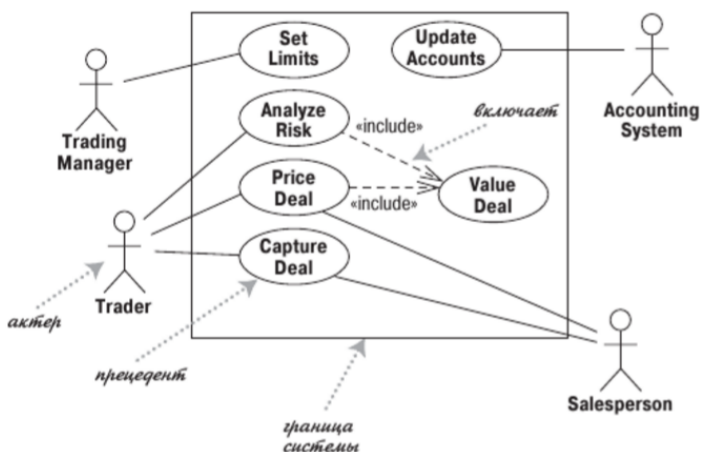 Set
Limits
Update
Accounts
Trading
Manager
Accounting
System
Analyze
Risk
«include»
включает
Price
Deal
«include»
Value
Deal
Capture
Deal
Trader
актер
прецедент
граница
системы
Salesperson